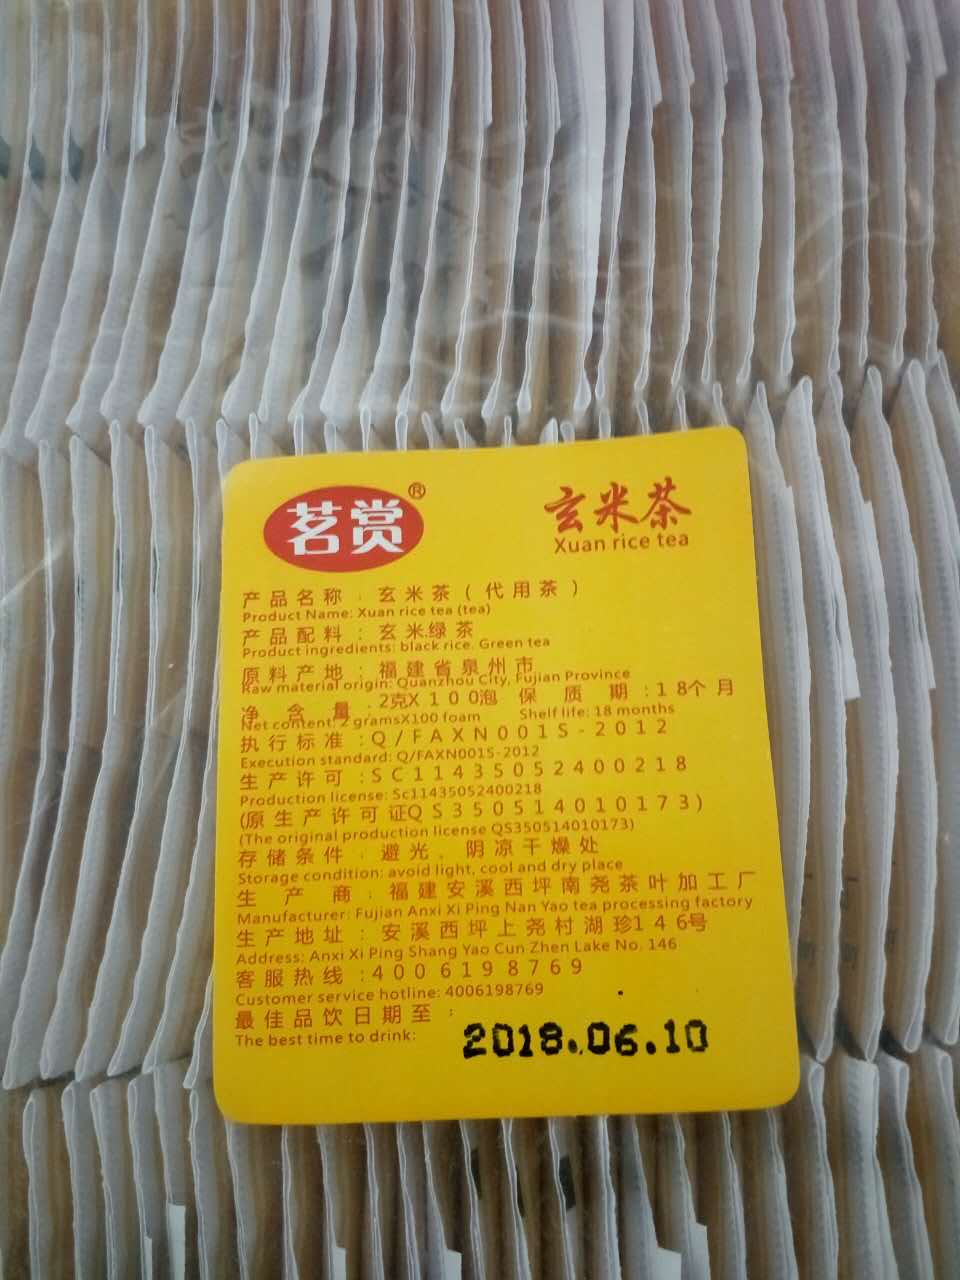 茗赏®
玄米茶
Xuan rice tea
产品名称：玄米茶（代用茶）
Product Name: Xuan rice tea (tea)
产品配料：玄米.绿茶
Product ingredients: black rice. Green tea
原料产地：福建省泉州市
Raw material origin: Quanzhou City, Fujian Province
净含量：2克X100泡 保质期：18个月
Net content: 2 gramsX100 foam Shelf life: 18 months
执行标准：Q/FAXN001S-2012
Execution standard: Q/FAXN001S-2012
生产许可：SC11435052400218
Production license: Sc11435052400218
(原生产许可证QS350514010173)
(The original production license QS350514010173)
存储条件：避光、阴凉干燥处
Storage condition: avoid light, cool and dry place
生产商：福建安溪西坪南尧茶叶加工厂
Manufacturer: Fujian Anxi Xi Ping Nan Yao tea processing factory
生产地址：安溪西坪上尧村湖珍146号
Address: Anxi Xi Ping Shang Yao Cun Zhen Lake No. 146
客服热线：4006198769
Customer service hotline: 4006198769
最佳品饮日期至：
The best time to drink:
2018.06.10